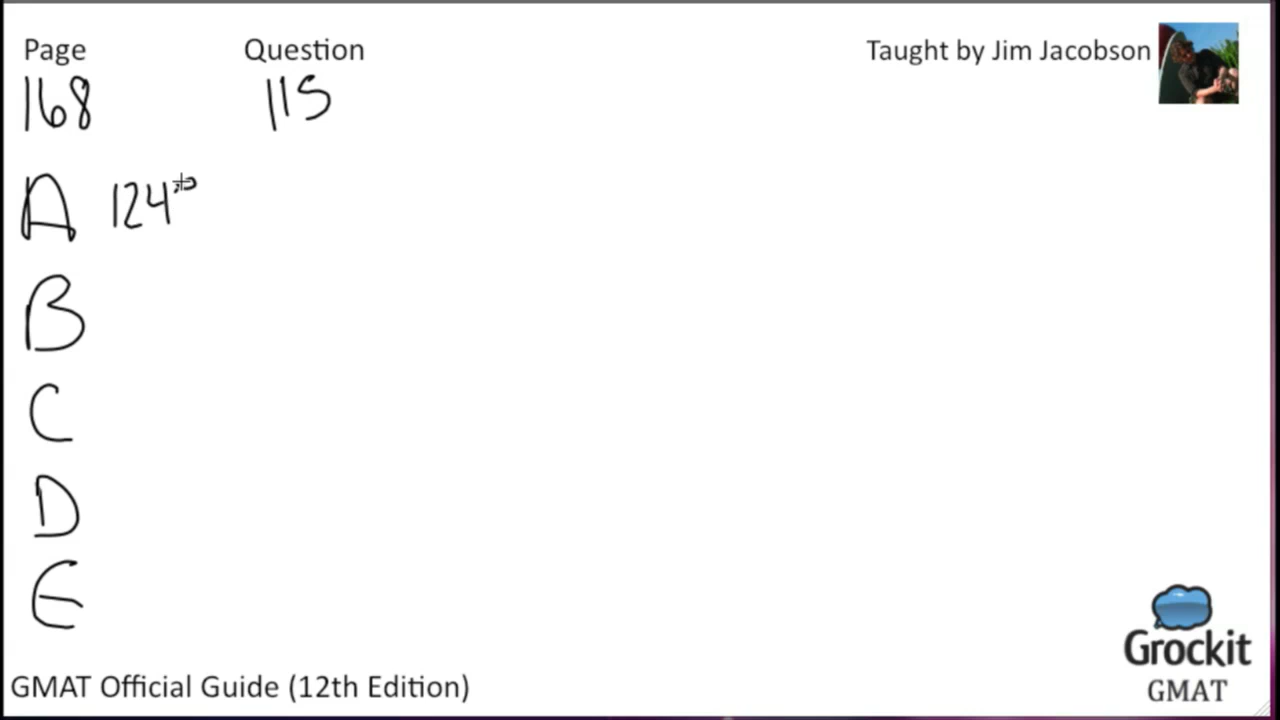 Page Question Taught by Jim Jacobson
168 115
A 124
B
C
D
E
Grockit
GMAT
GMAT Official Guide (12th Edition)